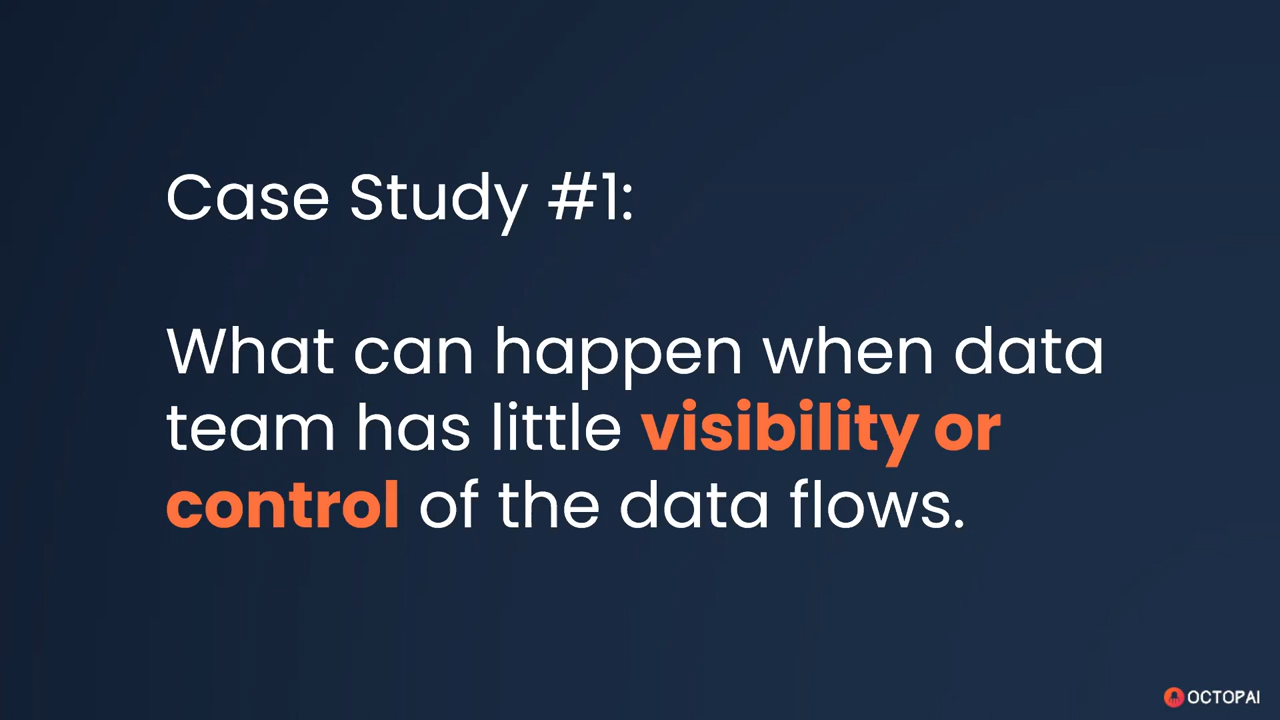 Case Study #1:
What can happen when data
team has little visibility or
control of the data flows.
OCTOPAI